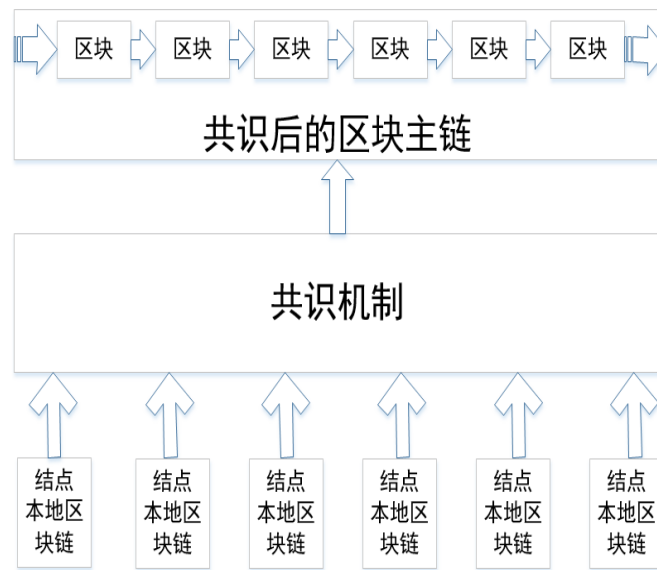 区块 区块 区块 区块 区块 区块
共识后的区块主链
共识机制
结点 结点 结点 结点 结点 结点
本地区 本地区 本地区 本地区 本地区 本地区
块链 块链 块链 块链 块链 块链